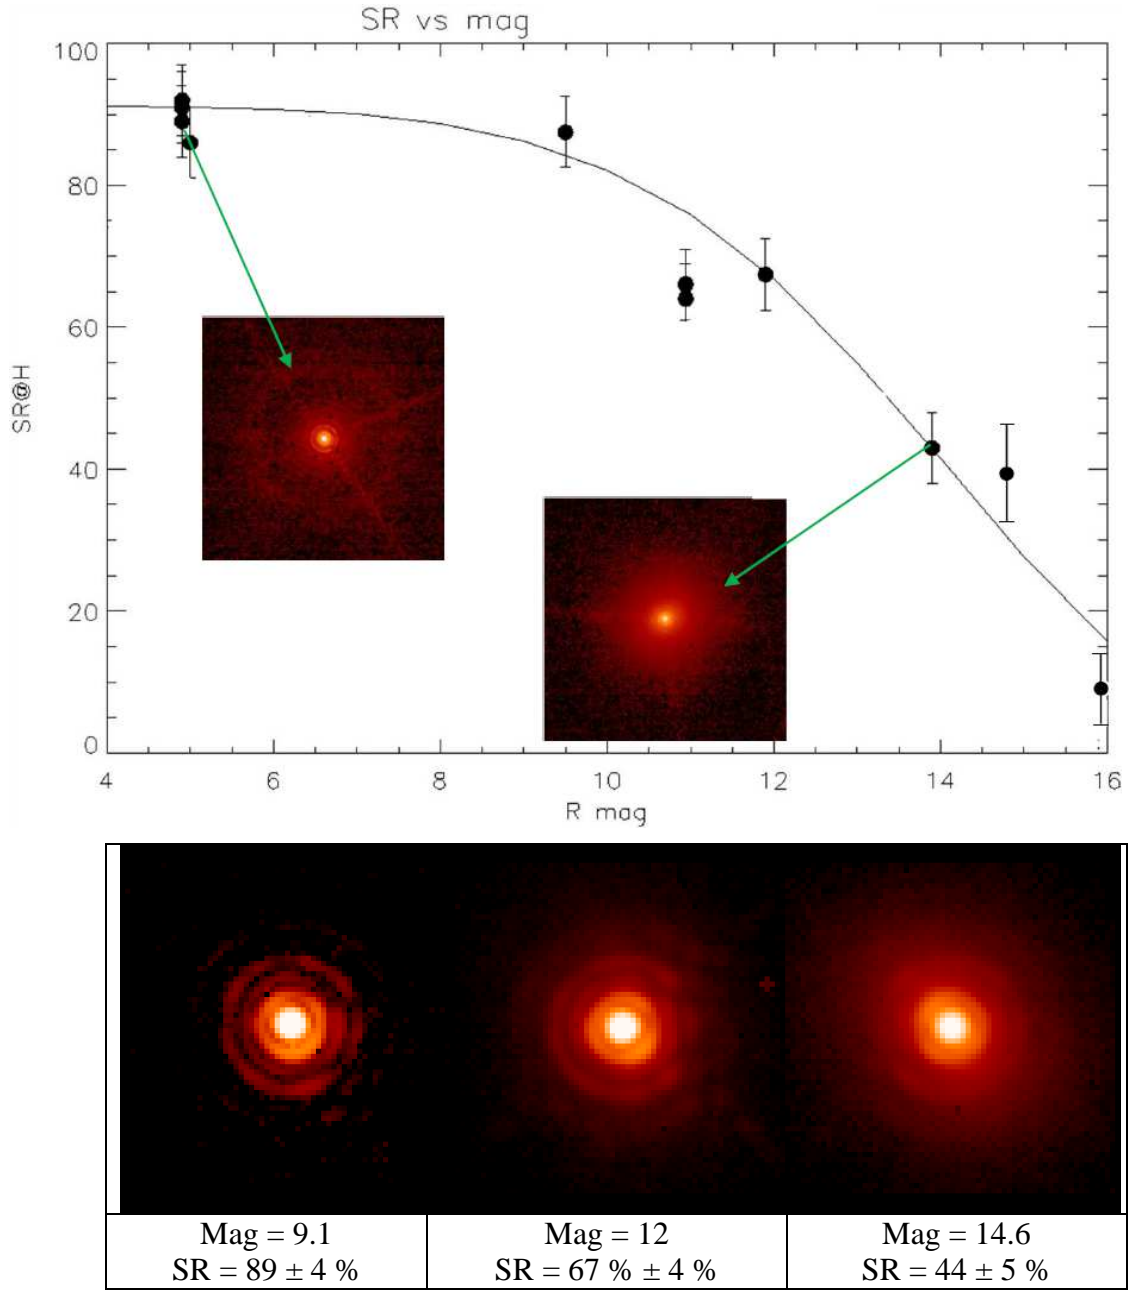 SR vs mag
100
80
60
40
20
0
SR@H
4 6 8 10 12 14 16
R mag
Mag = 9.1
SR = 89 ± 4 %
Mag = 12
SR = 67 % ± 4 %
Mag = 14.6
SR = 44 ± 5 %